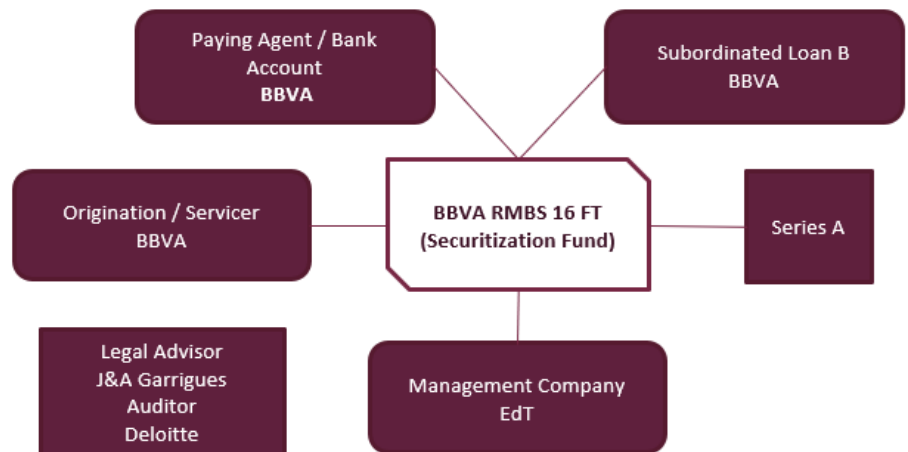 Paying Agent / Bank
Account
BBVA
Subordinated Loan B
BBVA
Origination / Servicer
BBVA
BBVA RMBS 16 FT
(Securitization Fund)
Series A
Legal Advisor
J&A Garrigues
Auditor
Deloitte
Management Company
EdT